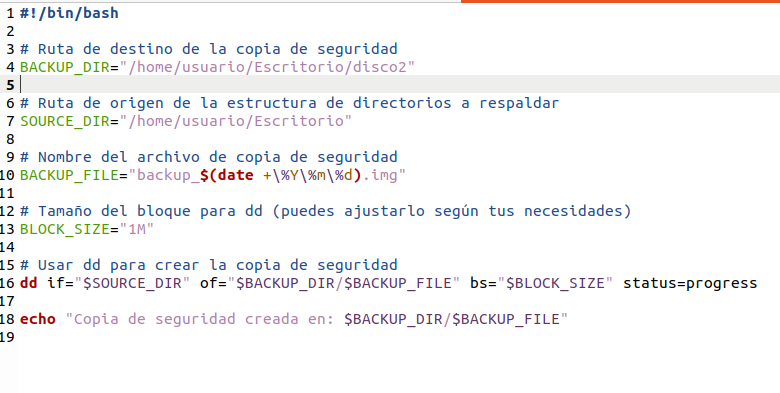 1 #!/bin/bash
2
3 # Ruta de destino de la copia de seguridad
4 BACKUP_DIR="/home/usuario/Escritorio/disco2"
5
6 # Ruta de origen de la estructura de directorios a respaldar
7 SOURCE_DIR="/home/usuario/Escritorio"
8
9 # Nombre del archivo de copia de seguridad
10 BACKUP_FILE="backup_$(date +\%Y\%m\%d).img"
11
12 # Tamaño del bloque para dd (puedes ajustarlo según tus necesidades)
13 BLOCK_SIZE="1M"
14
15 # Usar dd para crear la copia de seguridad
16 dd if="$SOURCE_DIR" of="$BACKUP_DIR/$BACKUP_FILE" bs="$BLOCK_SIZE" status=progress
17
18 echo "Copia de seguridad creada en: $BACKUP_DIR/$BACKUP_FILE"
19